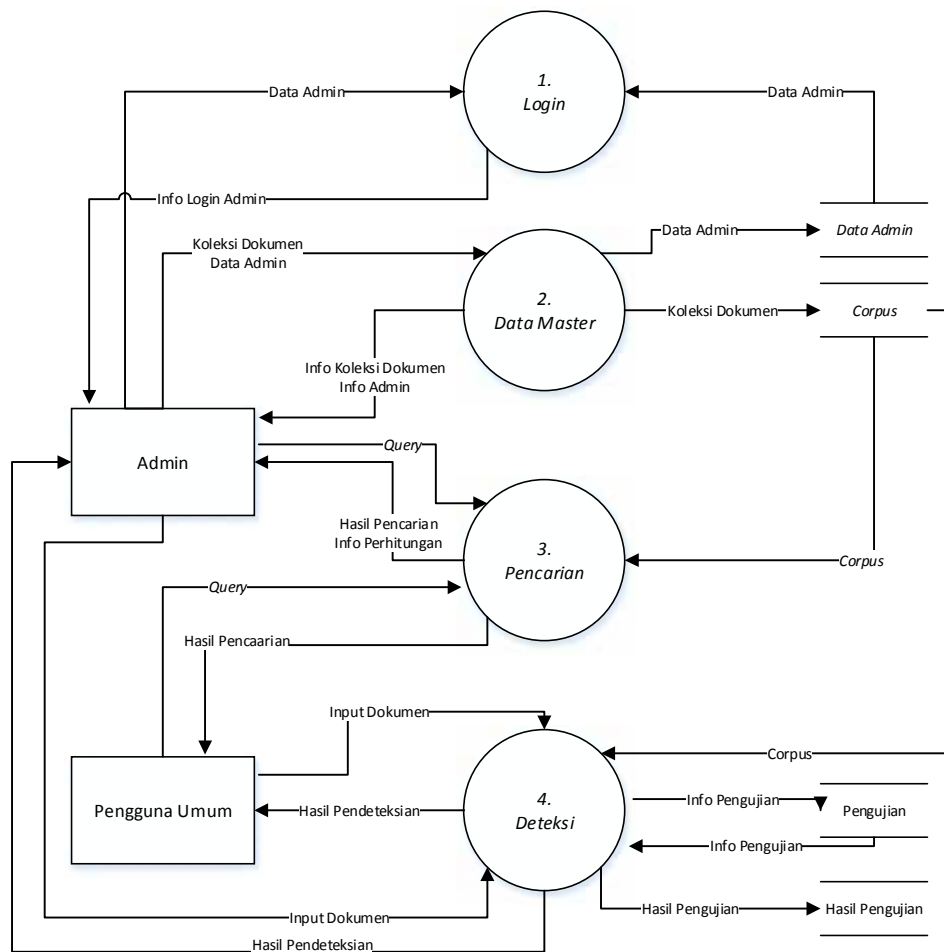 1.
Login
Data Admin
Data Admin
Info Login Admin
Koleksi Dokumen
Data Admin
Data Admin
Data Admin
2.
Data Master
Koleksi Dokumen
Corpus
Info Koleksi Dokumen
Info Admin
Admin
Query
Hasil Pencarian
Info Perhitungan
3.
Pencarian
Corpus
Query
Hasil Pencaarian
Input Dokumen
Corpus
Pengguna Umum
Hasil Pendeteksian
4.
Deteksi
Info Pengujian
Pengujian
Info Pengujian
Input Dokumen
Hasil Pengujian
Hasil Pengujian
Hasil Pendeteksian